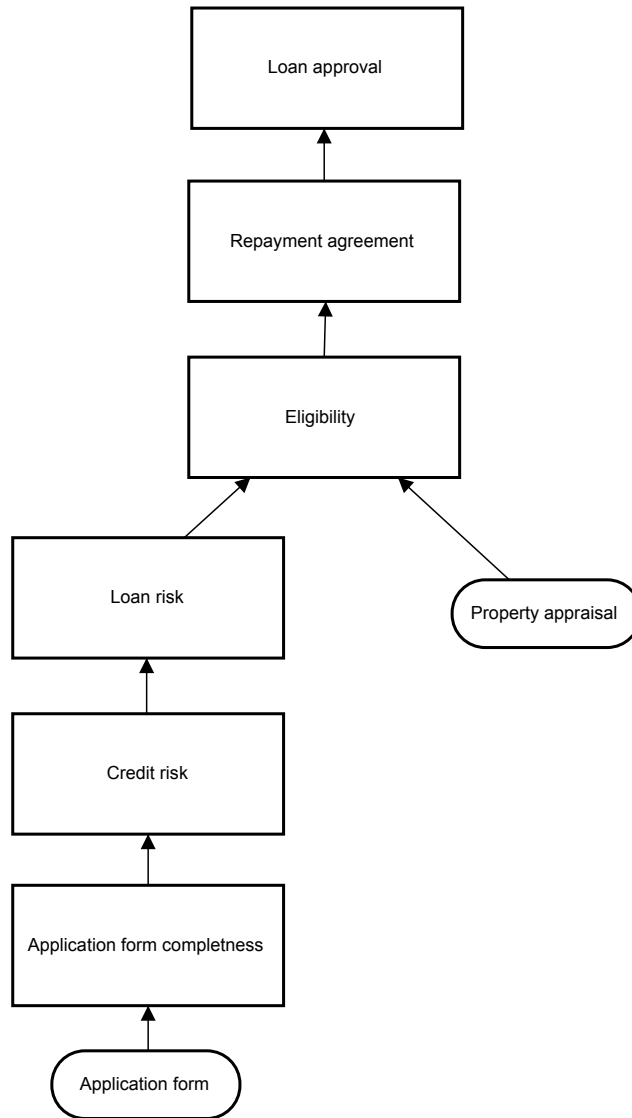 Loan approval
Repayment agreement
Eligibility
Loan risk
Property appraisal
Credit risk
Application form completness
Application form